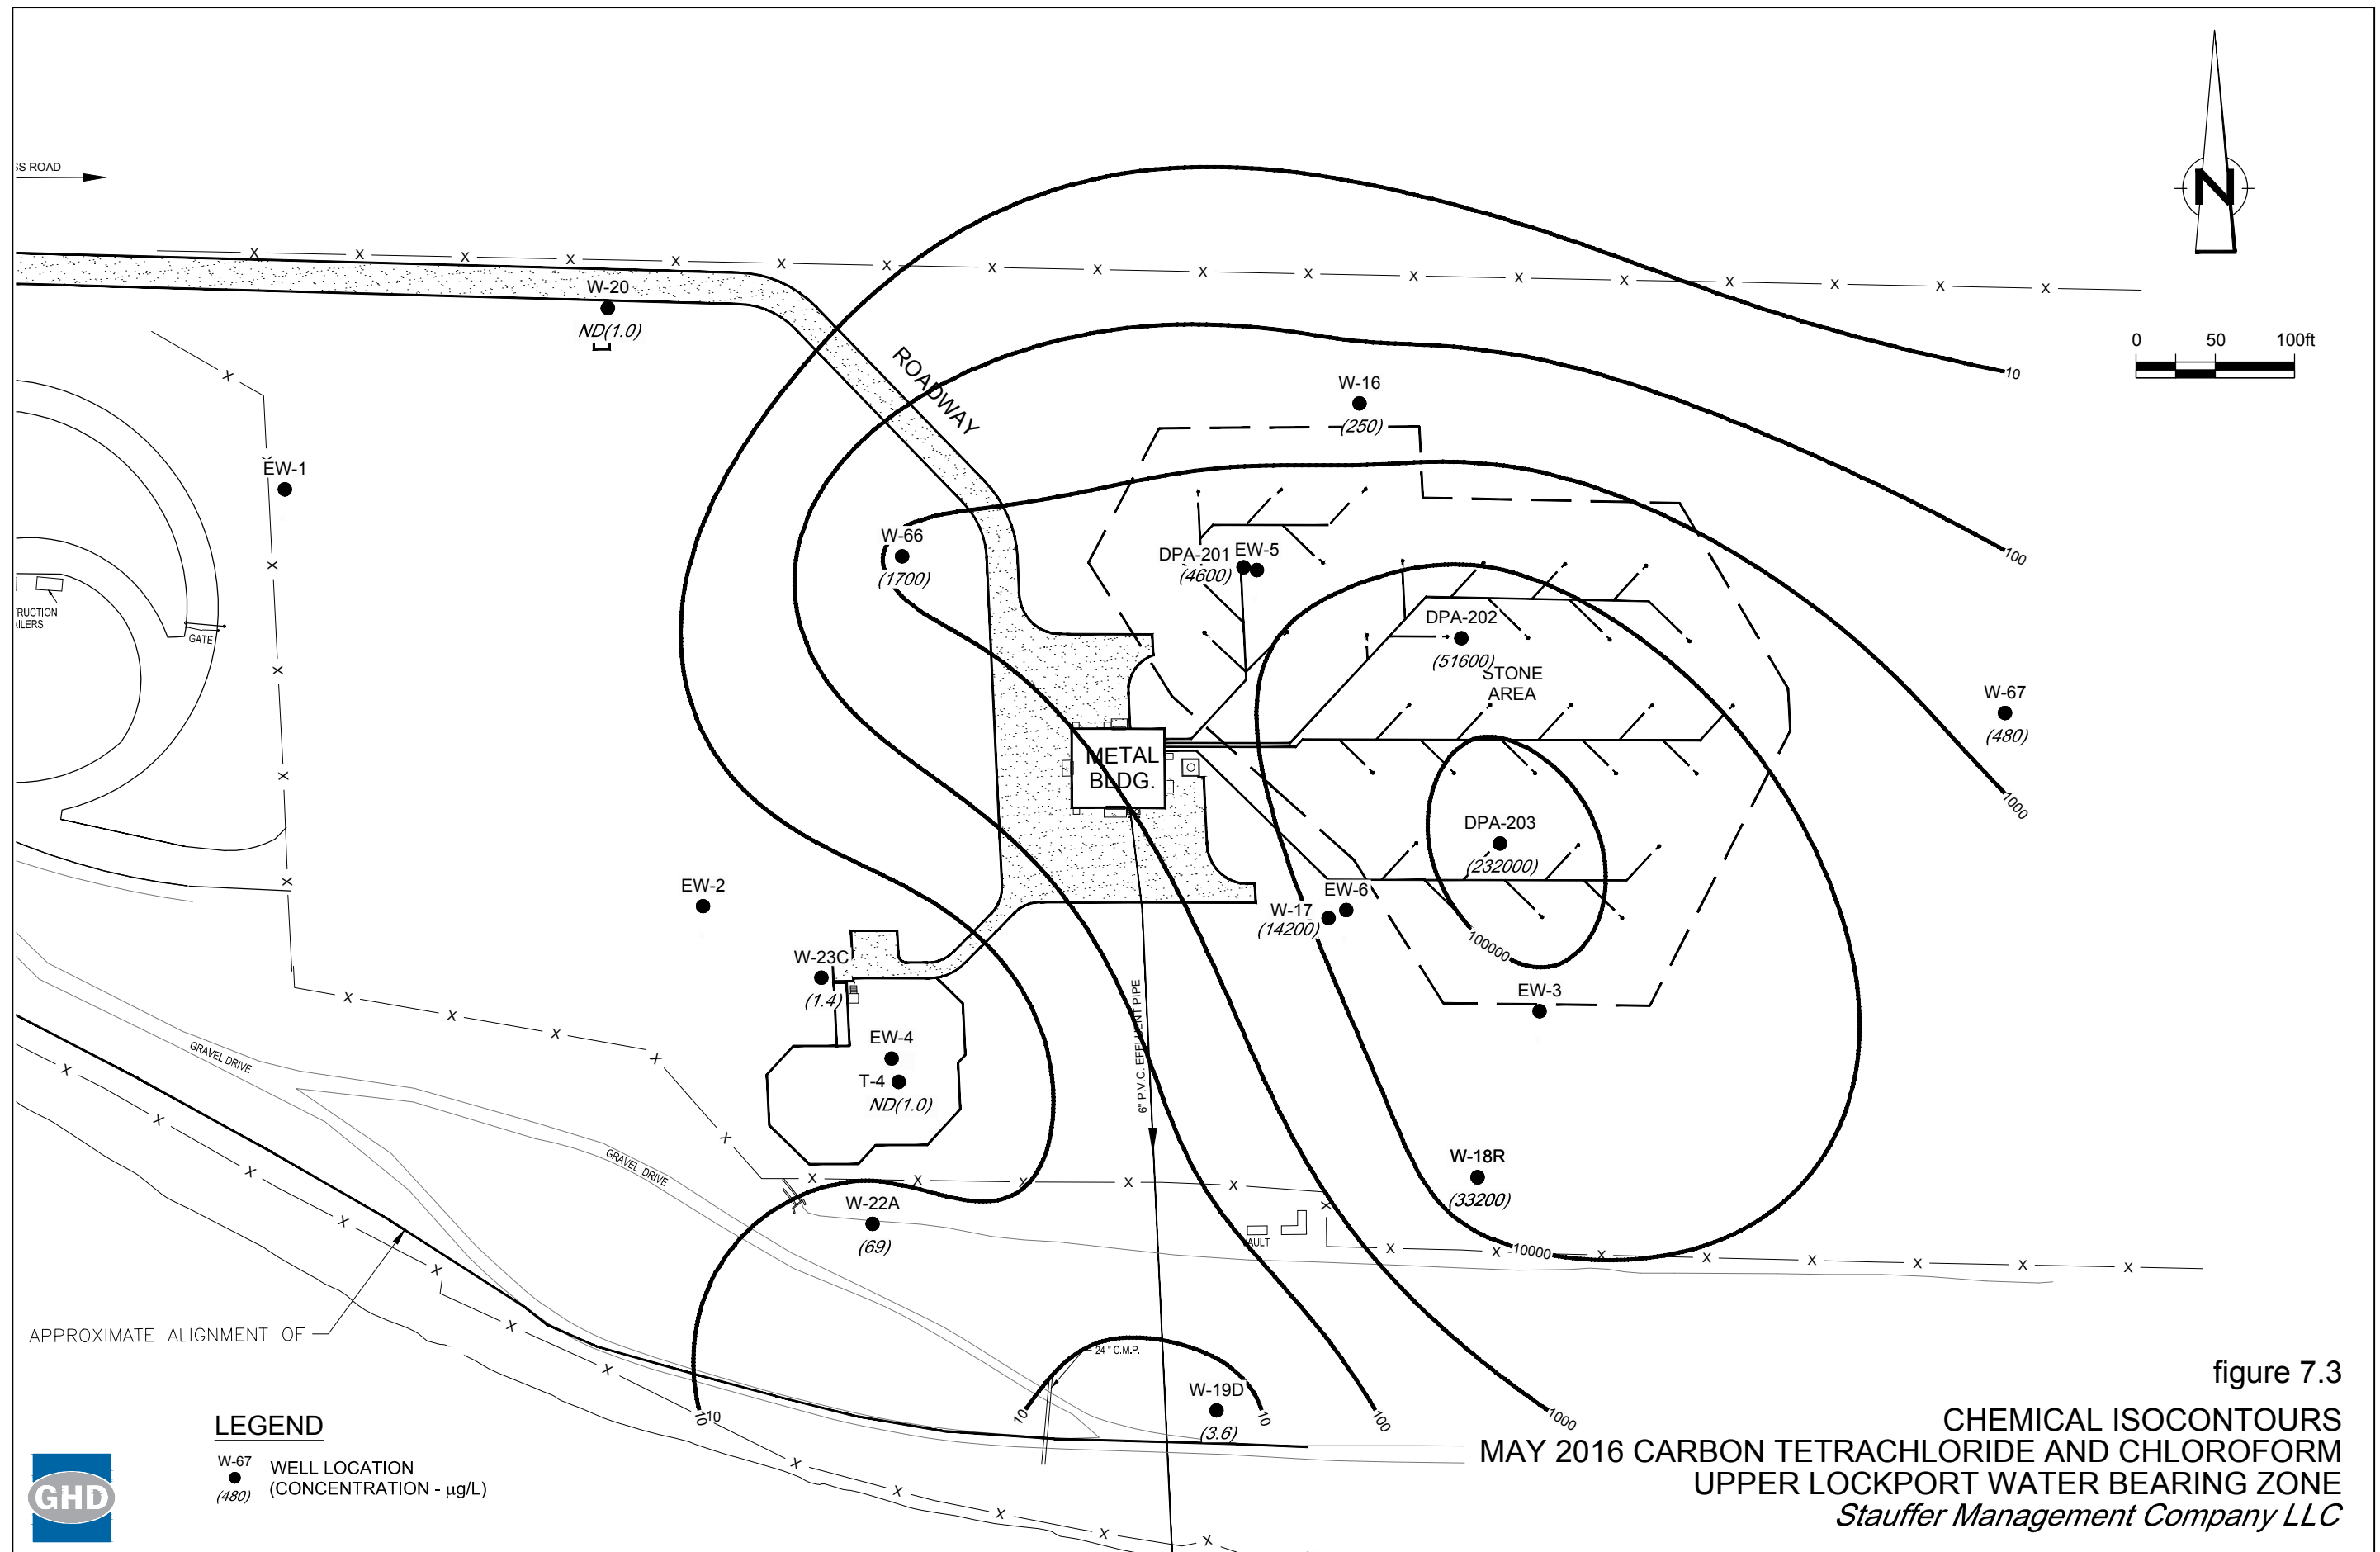 SS ROAD
N
W-20
ND(1.0)
ROADWAY
0 50 100ft
10
W-16
(250)
EW-1
W-66
(1700)
DPA-201 EW-5
(4600)
100
DPA-202
(51600)
STONE
AREA
GATE
W-67
(480)
METAL
BLDG.
1000
DPA-203
(232000)
EW-2
EW-6
W-17
(14200)
100000
W-23C
(1.4)
EW-3
EW-4
T-4
ND(1.0)
6" P.V.C. EFFLUENT PIPE
GRAVEL DRIVE
GRAVEL DRIVE
W-18R
(33200)
W-22A
(69)
10000
APPROXIMATE ALIGNMENT OF
24 " C.M.P.
W-19D
(3.6)
10
10
10
10
100
1000
LEGEND
W-67
(480)
WELL LOCATION
(CONCENTRATION - µg/L)
GHD
figure 7.3
CHEMICAL ISOCONTOURS
MAY 2016 CARBON TETRACHLORIDE AND CHLOROFORM
UPPER LOCKPORT WATER BEARING ZONE
Stauffer Management Company LLC